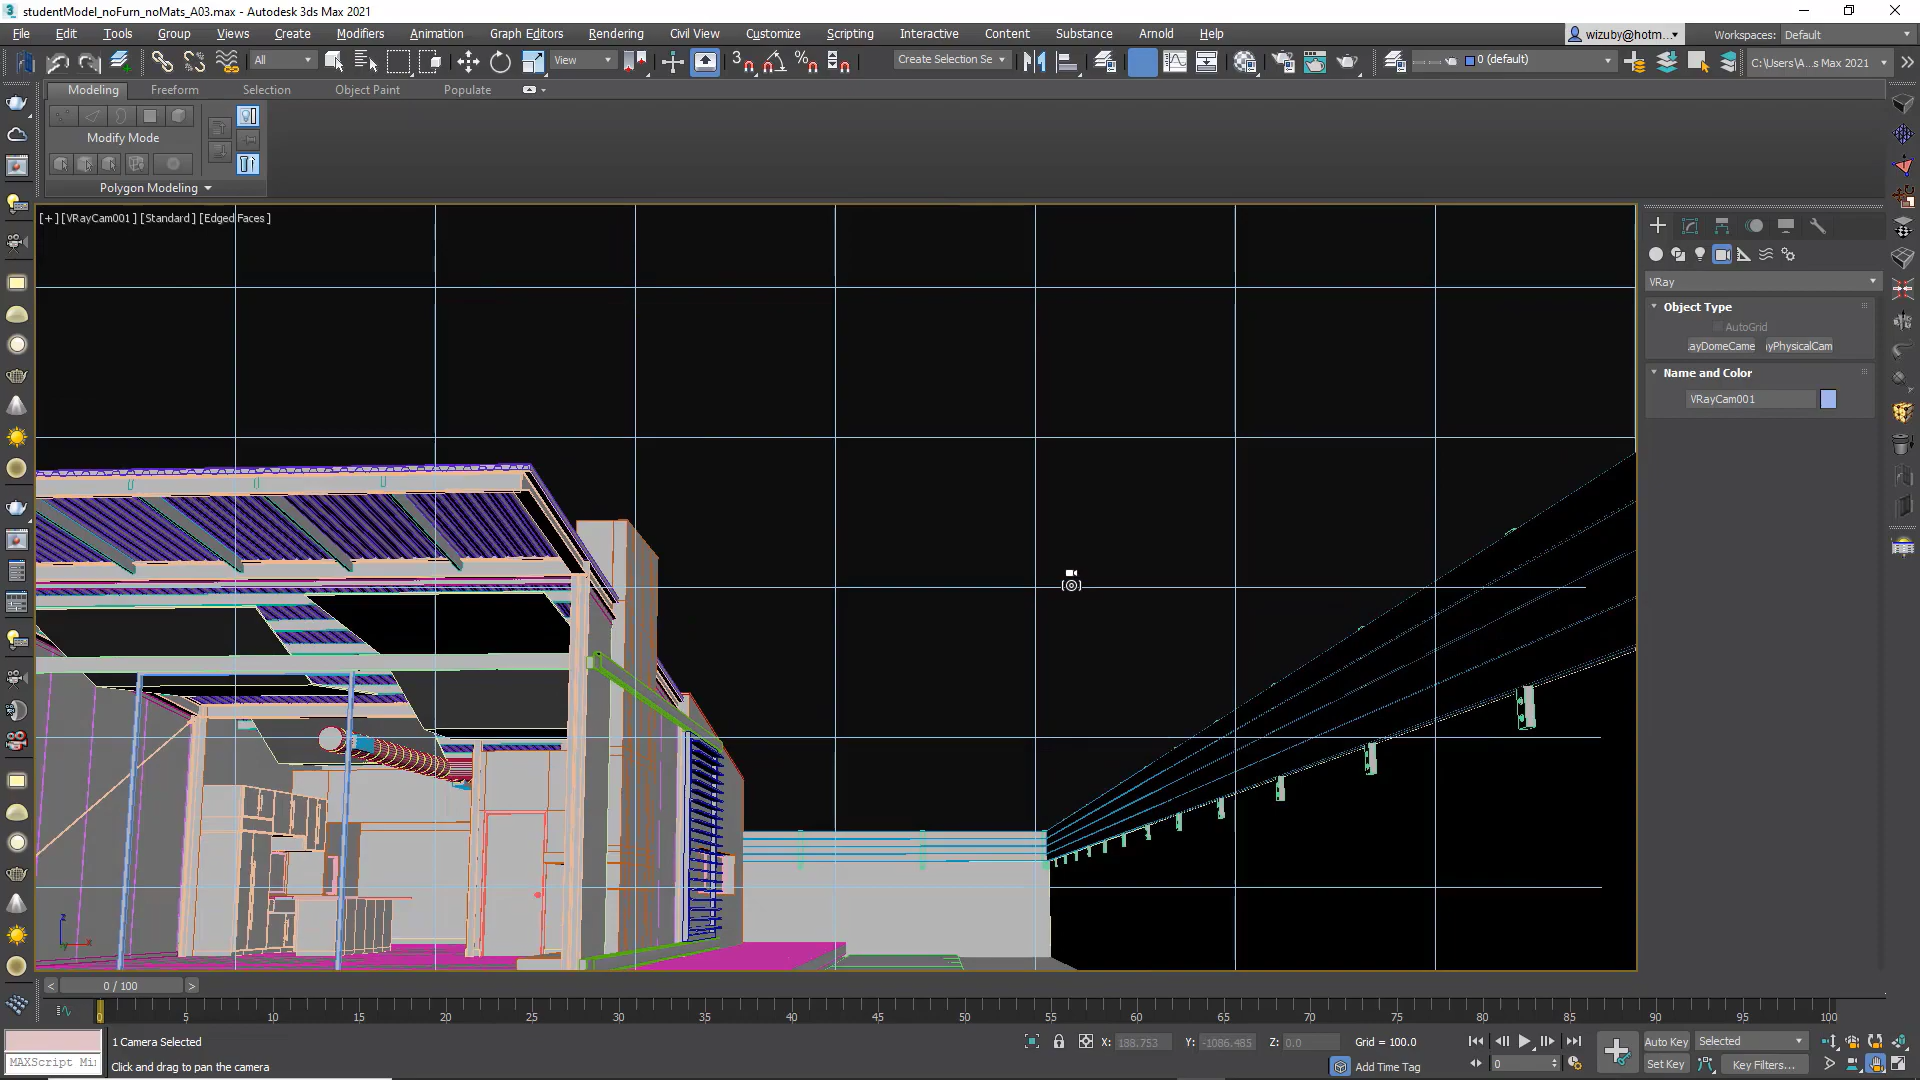 studentModel_noFurn_noMats_A03.max - Autodesk 3ds Max 2021
File Edit Tools Group Views Create Modifiers Animation Graph Editors Rendering Civil View Customize Scripting Interactive Content Substance Arnold Help wizuby@hotm... Workspaces: Default
All View Create Selection Se 0 (default) C:\Users\A...s Max 2021
Modeling Freeform Selection Object Paint Populate
Modify Mode
Polygon Modeling
[+] [VRayCam001] [Standard] [Edged Faces]
VRay
Object Type
AutoGrid
.ayDomeCame yPhysicalCam
Name and Color
VRayCam001
z
x
0 / 100
0 5 10 15 20 25 30 35 40 45 50 55 60 65 70 75 80 85 90 95 100
1 Camera Selected X: 188.753 Y: -1086.485 Z: 0.0 Grid = 100.0 Auto Key Selected
MAXScript Mi Click and drag to pan the camera Add Time Tag 0 Set Key Key Filters...